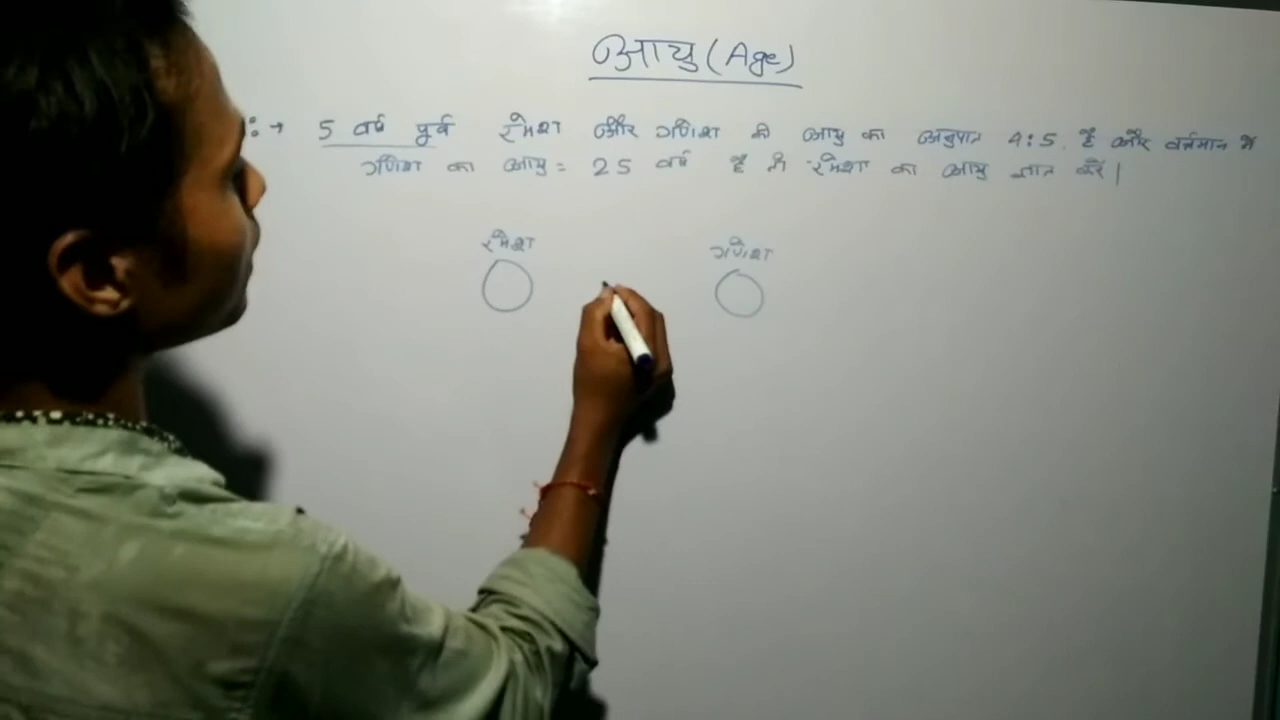 आयु (Age)
:→ 5 वर्ष पूर्व रमेश और गणेश की आयु का अनुपात 4:5 है और वर्तमान में
गणेश का आयु = 25 वर्ष है तो रमेश का आयु ज्ञात करें।
रमेश गणेश